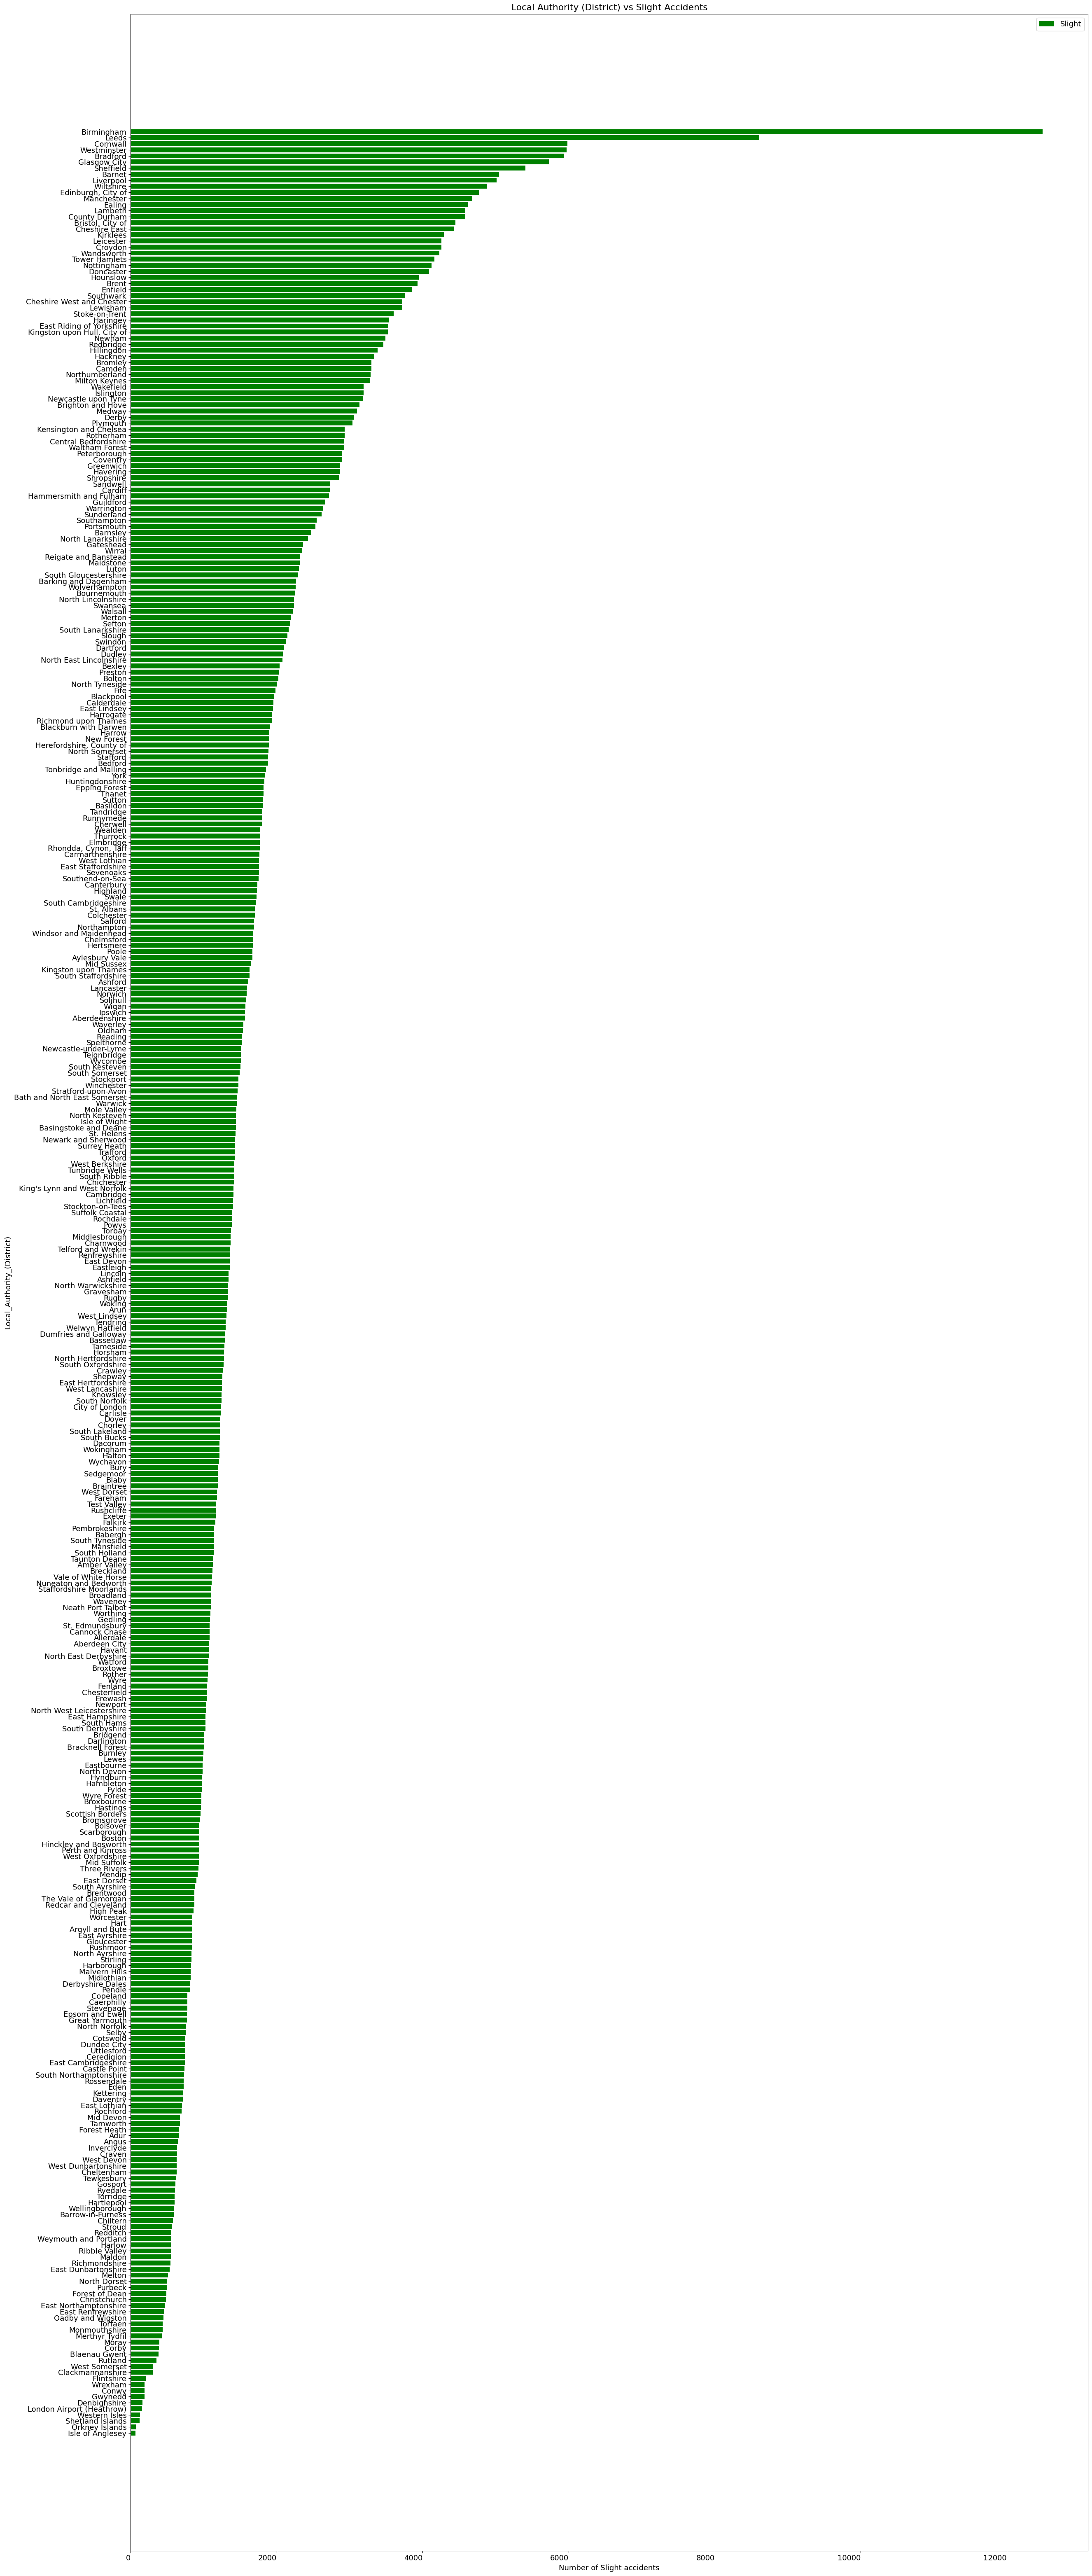 Local Authority (District) vs Slight Accidents
Slight
Birmingham
Leeds
Cornwall
Westminster
Bradford
Glasgow City
Sheffield
Barnet
Liverpool
Wiltshire
Edinburgh, City of
Manchester
Ealing
Lambeth
County Durham
Bristol, City of
Cheshire East
Kirklees
Leicester
Croydon
Wandsworth
Tower Hamlets
Nottingham
Doncaster
Hounslow
Brent
Enfield
Southwark
Cheshire West and Chester
Lewisham
Stoke-on-Trent
Haringey
East Riding of Yorkshire
Kingston upon Hull, City of
Newham
Redbridge
Hillingdon
Hackney
Bromley
Camden
Northumberland
Milton Keynes
Wakefield
Islington
Newcastle upon Tyne
Brighton and Hove
Medway
Derby
Plymouth
Kensington and Chelsea
Rotherham
Central Bedfordshire
Waltham Forest
Peterborough
Coventry
Greenwich
Havering
Shropshire
Sandwell
Cardiff
Hammersmith and Fulham
Guildford
Warrington
Sunderland
Southampton
Portsmouth
Barnsley
North Lanarkshire
Gateshead
Wirral
Reigate and Banstead
Maidstone
Luton
South Gloucestershire
Barking and Dagenham
Wolverhampton
Bournemouth
North Lincolnshire
Swansea
Walsall
Merton
Sefton
South Lanarkshire
Slough
Swindon
Dartford
Dudley
North East Lincolnshire
Bexley
Preston
Bolton
North Tyneside
Fife
Blackpool
Calderdale
East Lindsey
Harrogate
Richmond upon Thames
Blackburn with Darwen
Harrow
New Forest
Herefordshire, County of
North Somerset
Stafford
Bedford
Tonbridge and Malling
York
Huntingdonshire
Epping Forest
Thanet
Sutton
Basildon
Tandridge
Runnymede
Cherwell
Wealden
Thurrock
Elmbridge
Rhondda, Cynon, Taff
Carmarthenshire
West Lothian
East Staffordshire
Sevenoaks
Southend-on-Sea
Canterbury
Highland
Swale
South Cambridgeshire
St. Albans
Colchester
Salford
Northampton
Windsor and Maidenhead
Chelmsford
Hertsmere
Poole
Aylesbury Vale
Mid Sussex
Kingston upon Thames
South Staffordshire
Ashford
Lancaster
Norwich
Solihull
Wigan
Ipswich
Aberdeenshire
Waverley
Oldham
Reading
Spelthorne
Newcastle-under-Lyme
Teignbridge
Wycombe
South Kesteven
South Somerset
Stockport
Winchester
Stratford-upon-Avon
Bath and North East Somerset
Warwick
Mole Valley
North Kesteven
Isle of Wight
Basingstoke and Deane
St. Helens
Newark and Sherwood
Surrey Heath
Trafford
Oxford
West Berkshire
Tunbridge Wells
South Ribble
Chichester
King's Lynn and West Norfolk
Cambridge
Lichfield
Stockton-on-Tees
Suffolk Coastal
Rochdale
Powys
Torbay
Middlesbrough
Charnwood
Telford and Wrekin
Renfrewshire
East Devon
Eastleigh
Lincoln
Ashfield
North Warwickshire
Gravesham
Rugby
Woking
Arun
West Lindsey
Tendring
Welwyn Hatfield
Dumfries and Galloway
Bassetlaw
Tameside
Horsham
North Hertfordshire
South Oxfordshire
Crawley
Shepway
East Hertfordshire
West Lancashire
Knowsley
South Norfolk
City of London
Carlisle
Dover
Chorley
South Lakeland
South Bucks
Dacorum
Wokingham
Halton
Wychavon
Bury
Sedgemoor
Blaby
Braintree
West Dorset
Fareham
Test Valley
Rushcliffe
Exeter
Falkirk
Pembrokeshire
Babergh
South Tyneside
Mansfield
South Holland
Taunton Deane
Amber Valley
Breckland
Vale of White Horse
Nuneaton and Bedworth
Staffordshire Moorlands
Broadland
Waveney
Neath Port Talbot
Worthing
Gedling
St. Edmundsbury
Cannock Chase
Allerdale
Aberdeen City
Havant
North East Derbyshire
Watford
Broxtowe
Rother
Wyre
Fenland
Chesterfield
Erewash
Newport
North West Leicestershire
East Hampshire
South Hams
South Derbyshire
Bridgend
Darlington
Bracknell Forest
Burnley
Lewes
Eastbourne
North Devon
Hyndburn
Hambleton
Fylde
Wyre Forest
Broxbourne
Hastings
Scottish Borders
Bromsgrove
Bolsover
Scarborough
Boston
Hinckley and Bosworth
Perth and Kinross
West Oxfordshire
Mid Suffolk
Three Rivers
Mendip
East Dorset
South Ayrshire
Brentwood
The Vale of Glamorgan
Redcar and Cleveland
High Peak
Worcester
Hart
Argyll and Bute
East Ayrshire
Gloucester
Rushmoor
North Ayrshire
Stirling
Harborough
Malvern Hills
Midlothian
Derbyshire Dales
Pendle
Copeland
Caerphilly
Stevenage
Epsom and Ewell
Great Yarmouth
North Norfolk
Selby
Cotswold
Dundee City
Uttlesford
Ceredigion
East Cambridgeshire
Castle Point
South Northamptonshire
Rossendale
Eden
Kettering
Daventry
East Lothian
Rochford
Mid Devon
Tamworth
Forest Heath
Adur
Angus
Inverclyde
Craven
West Devon
West Dunbartonshire
Cheltenham
Tewkesbury
Gosport
Ryedale
Torridge
Hartlepool
Wellingborough
Barrow-in-Furness
Chiltern
Stroud
Redditch
Weymouth and Portland
Harlow
Ribble Valley
Maldon
Richmondshire
East Dunbartonshire
Melton
North Dorset
Purbeck
Forest of Dean
Christchurch
East Northamptonshire
East Renfrewshire
Oadby and Wigston
Torfaen
Monmouthshire
Merthyr Tydfil
Moray
Corby
Blaenau Gwent
Rutland
West Somerset
Clackmannanshire
Flintshire
Wrexham
Conwy
Gwynedd
Denbighshire
London Airport (Heathrow)
Western Isles
Shetland Islands
Orkney Islands
Isle of Anglesey
Local_Authority_(District)
0 2000 4000 6000 8000 10000 12000
Number of Slight accidents